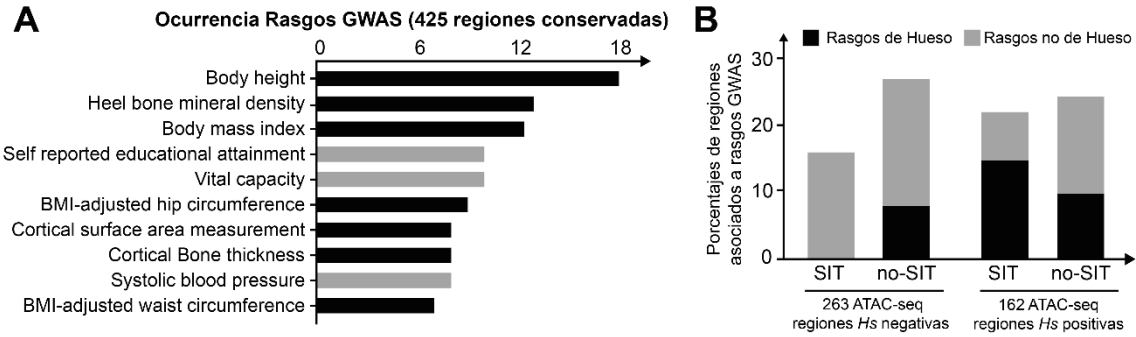 A
Ocurrencia Rasgos GWAS (425 regiones conservadas)
0 6 12 18
Body height
Heel bone mineral density
Body mass index
Self reported educational attainment
Vital capacity
BMI-adjusted hip circumference
Cortical surface area measurement
Cortical Bone thickness
Systolic blood pressure
BMI-adjusted waist circumference
B
Rasgos de Hueso Rasgos no de Hueso
Porcentajes de regiones
asociados a rasgos GWAS
30
20
10
0
SIT no-SIT SIT no-SIT
263 ATAC-seq
regiones Hs negativas
162 ATAC-seq
regiones Hs positivas